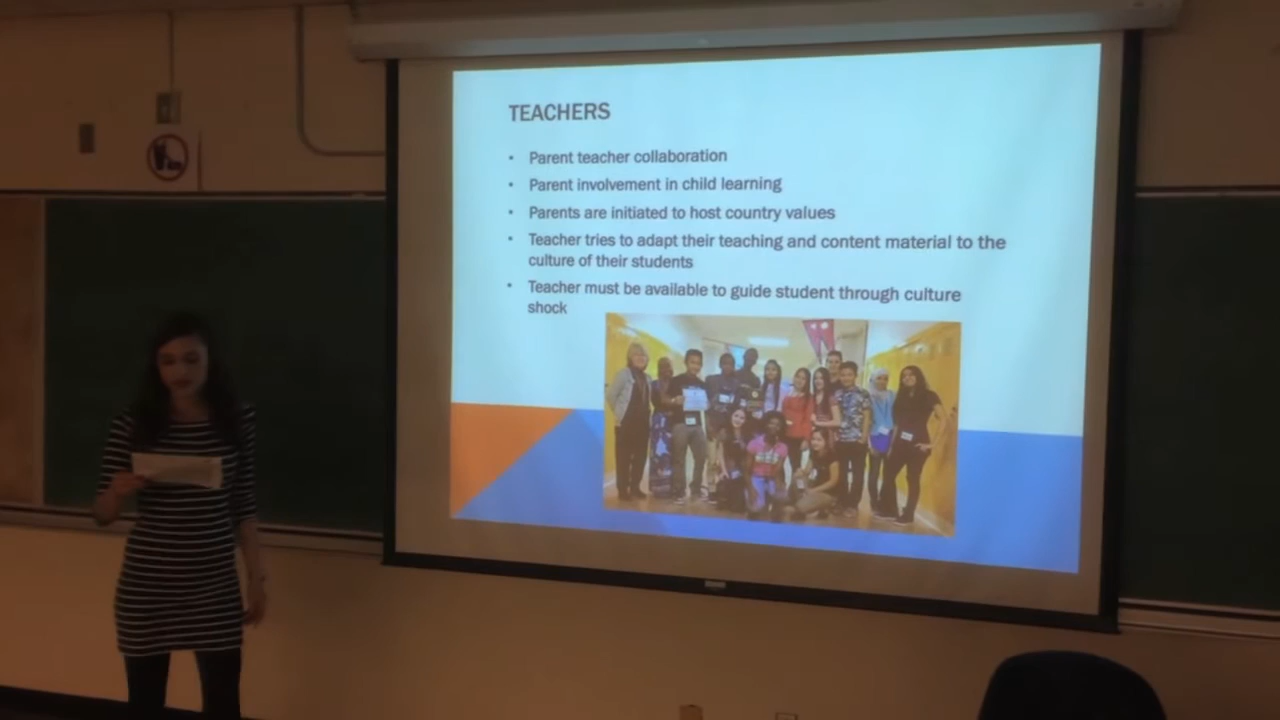 TEACHERS
• Parent teacher collaboration
• Parent involvement in child learning
• Parents are initiated to host country values
• Teacher tries to adapt their teaching and content material to the
culture of their students
• Teacher must be available to guide student through culture
shock